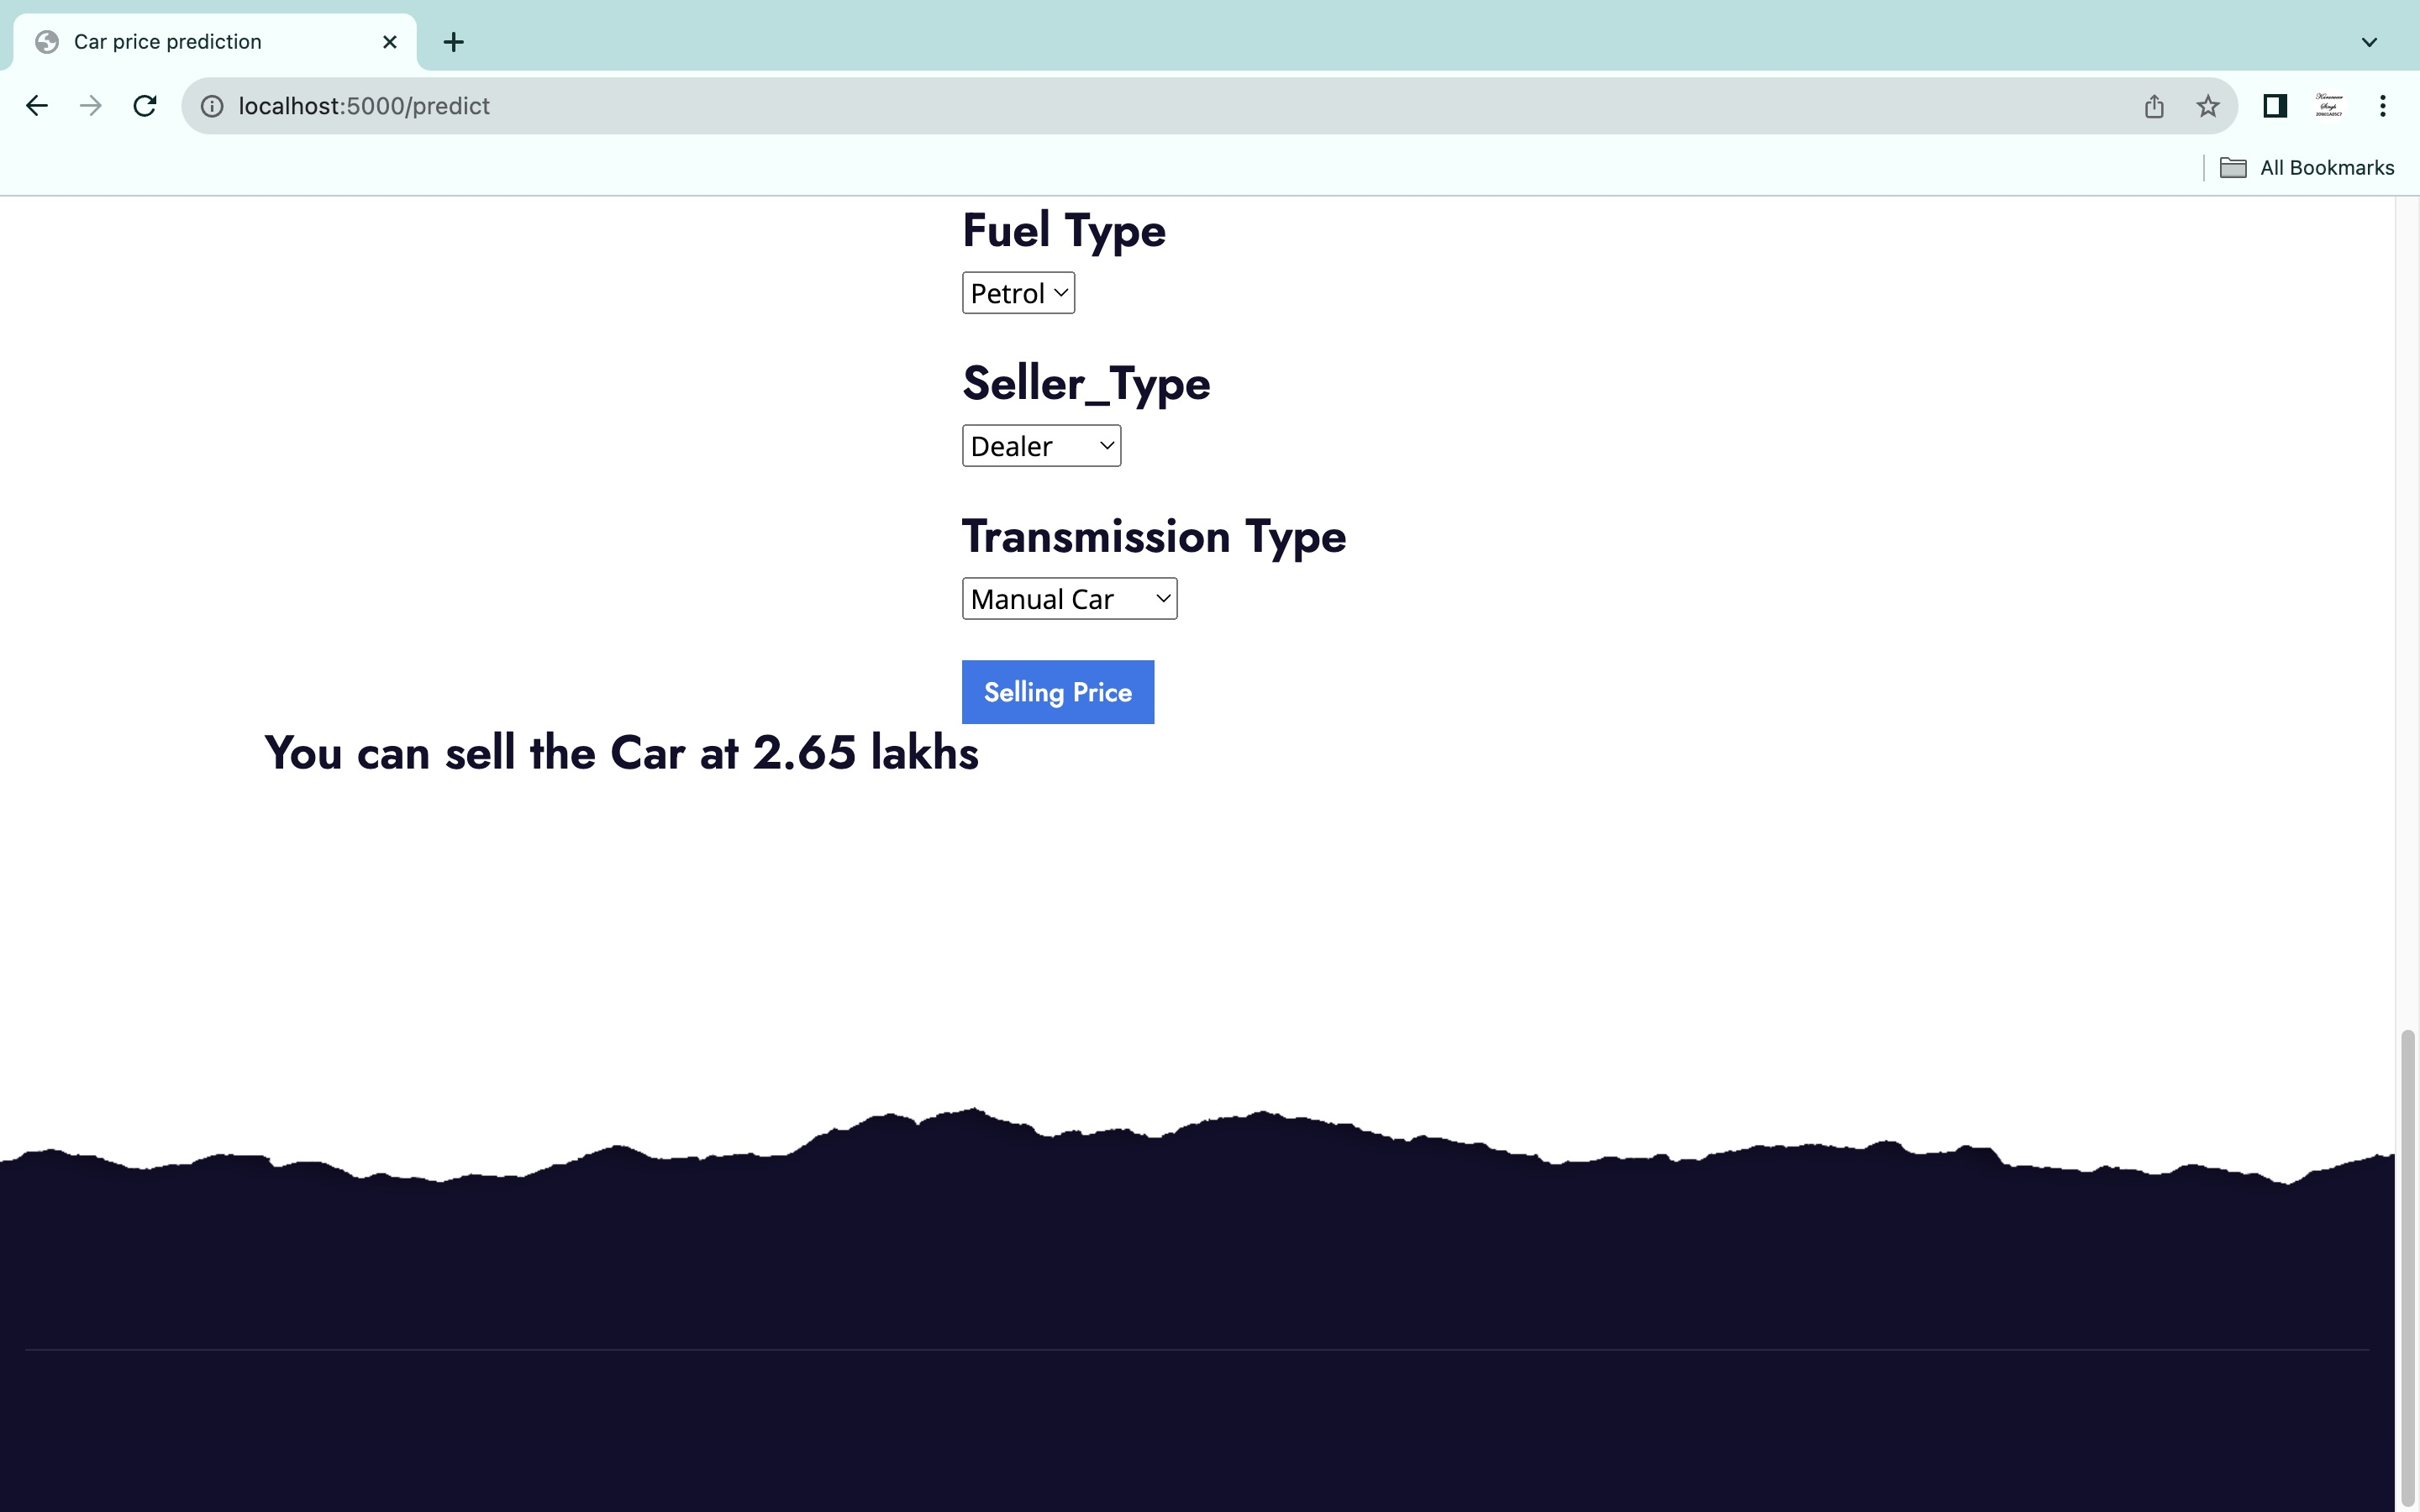 Car price prediction
localhost:5000/predict
All Bookmarks
Fuel Type
Petrol
Seller_Type
Dealer
Transmission Type
Manual Car
Selling Price
You can sell the Car at 2.65 lakhs